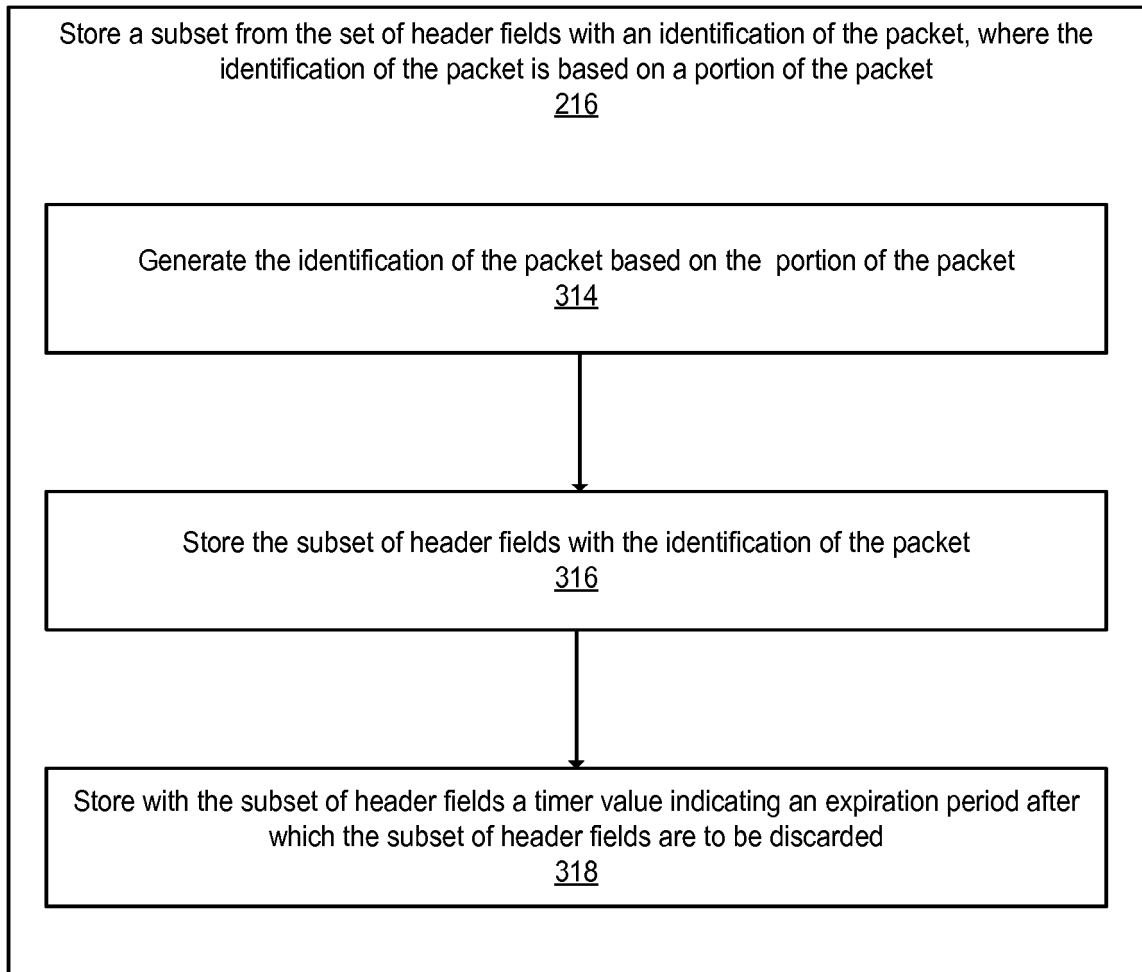 Store a subset from the set of header fields with an identification of the packet, where the
identification of the packet is based on a portion of the packet
216
Generate the identification of the packet based on the portion of the packet
314
Store the subset of header fields with the identification of the packet
316
Store with the subset of header fields a timer value indicating an expiration period after
which the subset of header fields are to be discarded
318